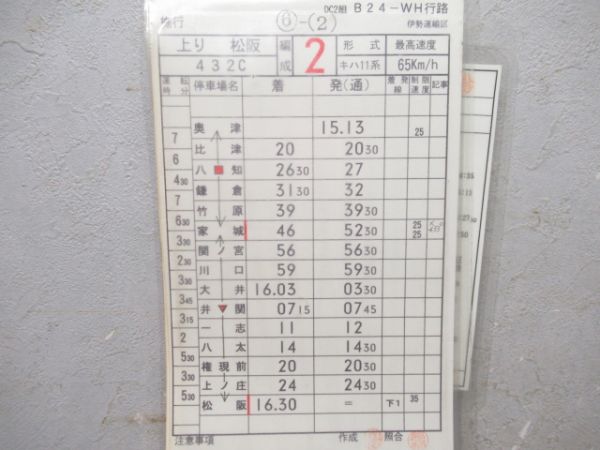 DC2組 B24-WH行路
施行 ⑥-(2) 伊勢運輸区
上り 松阪 編成 2 形式 最高速度
432C キハ11系 65Km/h
運転時分 停車場名 着 発(通) 着発線 制限速度 記事
奥津 15.13 25
7
比津 20 20 30
6
八知 26 30 27
4 30
鎌倉 31 30 32
7
竹原 39 39 30
6 30
家城 46 52 30 25 25
3 30
関ノ宮 56 56 30
3
川口 59 59 30
3 30
大井 16.03 03 30
3 45
井関 07 15 07 45
3 15
一志 11 12
2
八太 14 14 30
5 30
権現前 20 20 30
3 30
上ノ庄 24 24 30
5 30
松阪 16.30 = 下1 35
注意事項 作成 照合